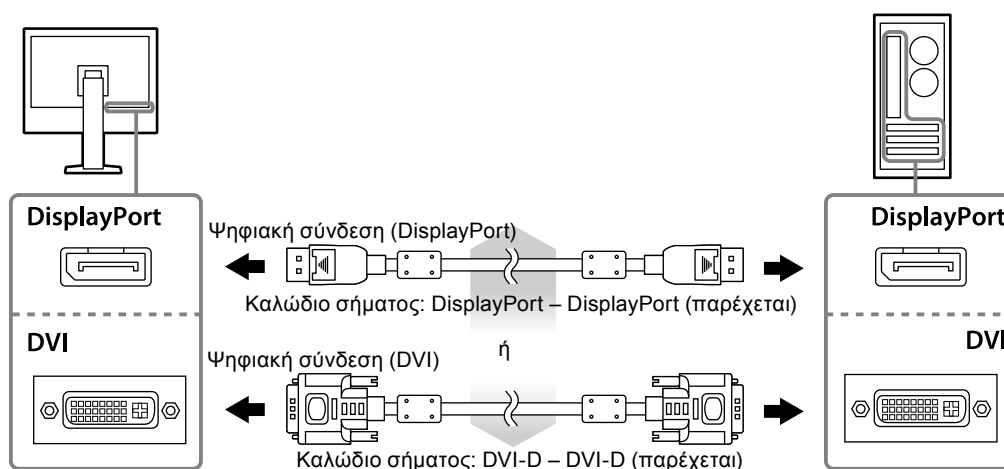 DisplayPort
DisplayPort
Ψηφιακή σύνδεση (DisplayPort)
Καλώδιο σήματος: DisplayPort – DisplayPort (παρέχεται)
ή
DVI
DVI
Ψηφιακή σύνδεση (DVI)
Καλώδιο σήματος: DVI-D – DVI-D (παρέχεται)